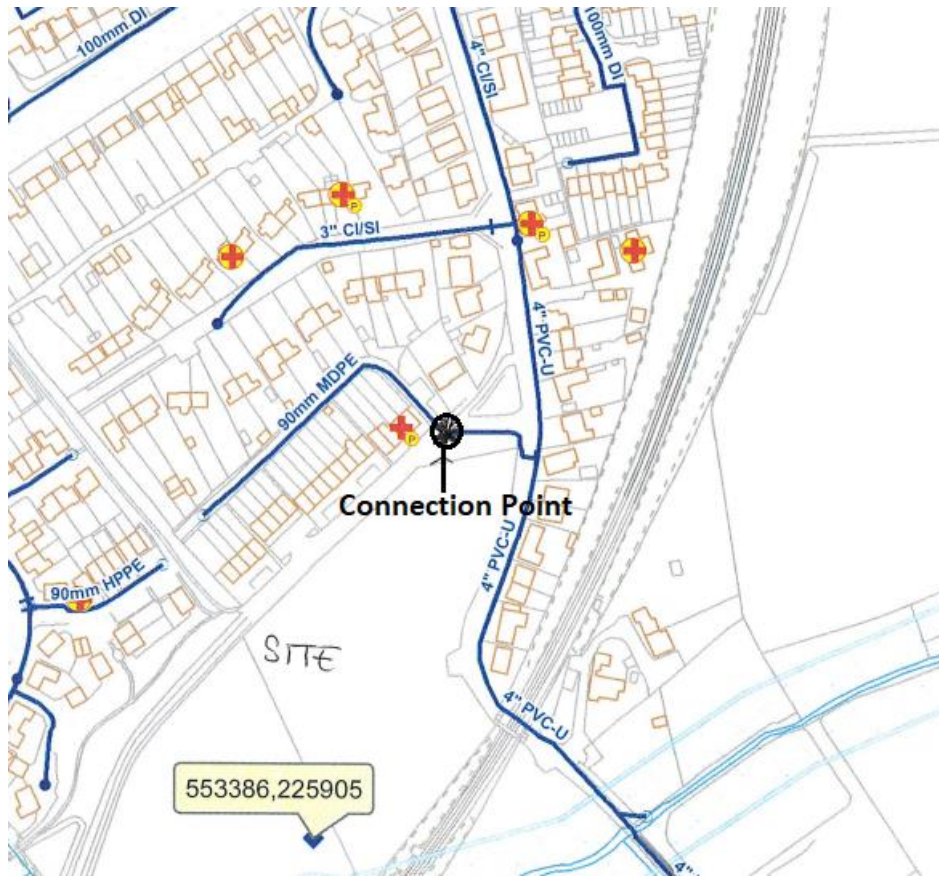 100mm DI
4" CI/SI
100mm DI
P
3" CI/SI
P
4" PVC-U
90mm MDPE
P
Connection Point
4" PVC-U
90mm HPPE
SITE
4" PVC-U
553386,225905
4"